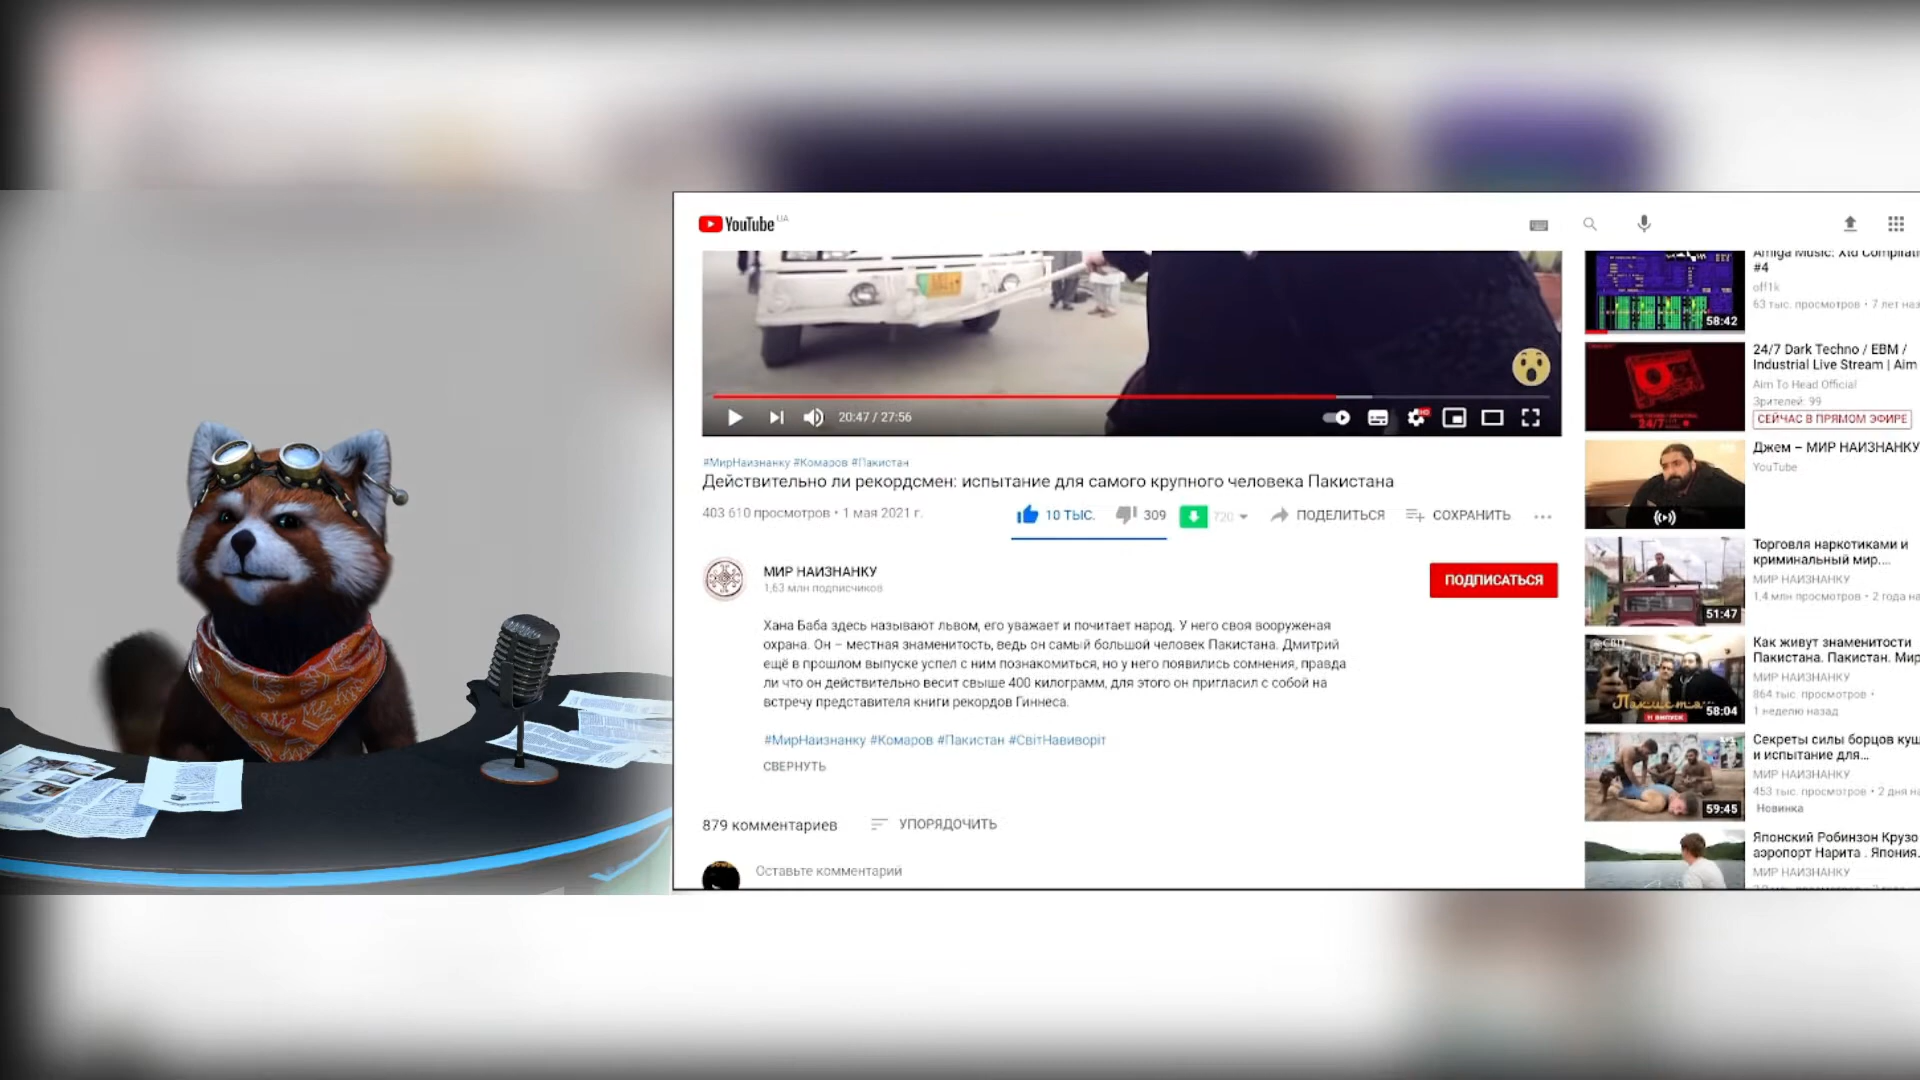 YouTube UA
20:47 / 27:56
#МирНаизнанку #Комаров #Пакистан
Действительно ли рекордсмен: испытание для самого крупного человека Пакистана
403 610 просмотров • 1 мая 2021 г.
10 ТЫС.
309
720
ПОДЕЛИТЬСЯ
СОХРАНИТЬ
МИР НАИЗНАНКУ
1,63 млн подписчиков
ПОДПИСАТЬСЯ
Хана Баба здесь называют львом, его уважает и почитает народ. У него своя вооруженая
охрана. Он – местная знаменитость, ведь он самый большой человек Пакистана. Дмитрий
ещё в прошлом выпуске успел с ним познакомиться, но у него появились сомнения, правда
ли что он действительно весит свыше 400 килограмм, для этого он пригласил с собой на
встречу представителя книги рекордов Гиннеса.
#МирНаизнанку #Комаров #Пакистан #СвітНавиворіт
СВЕРНУТЬ
879 комментариев
УПОРЯДОЧИТЬ
Оставьте комментарий
Amiga Music: Xtd Compilati
#4
off1k
63 тыс. просмотров • 7 лет наз
58:42
24/7 Dark Techno / EBM /
Industrial Live Stream | Aim
Aim To Head Official
Зрителей: 99
СЕЙЧАС В ПРЯМОМ ЭФИРЕ
24/7
Джем – МИР НАИЗНАНКУ
YouTube
Торговля наркотиками и
криминальный мир....
МИР НАИЗНАНКУ
1,4 млн просмотров • 2 года на
51:47
Как живут знаменитости
Пакистана. Пакистан. Мир
МИР НАИЗНАНКУ
864 тыс. просмотров •
1 неделю назад
СВІТ
Пакистан
11 ВИПУСК
58:04
Секреты силы борцов куш
и испытание для...
МИР НАИЗНАНКУ
453 тыс. просмотров • 2 дня н
Новинка
59:45
Японский Робинзон Крузо
аэропорт Нарита . Япония.
МИР НАИЗНАНКУ